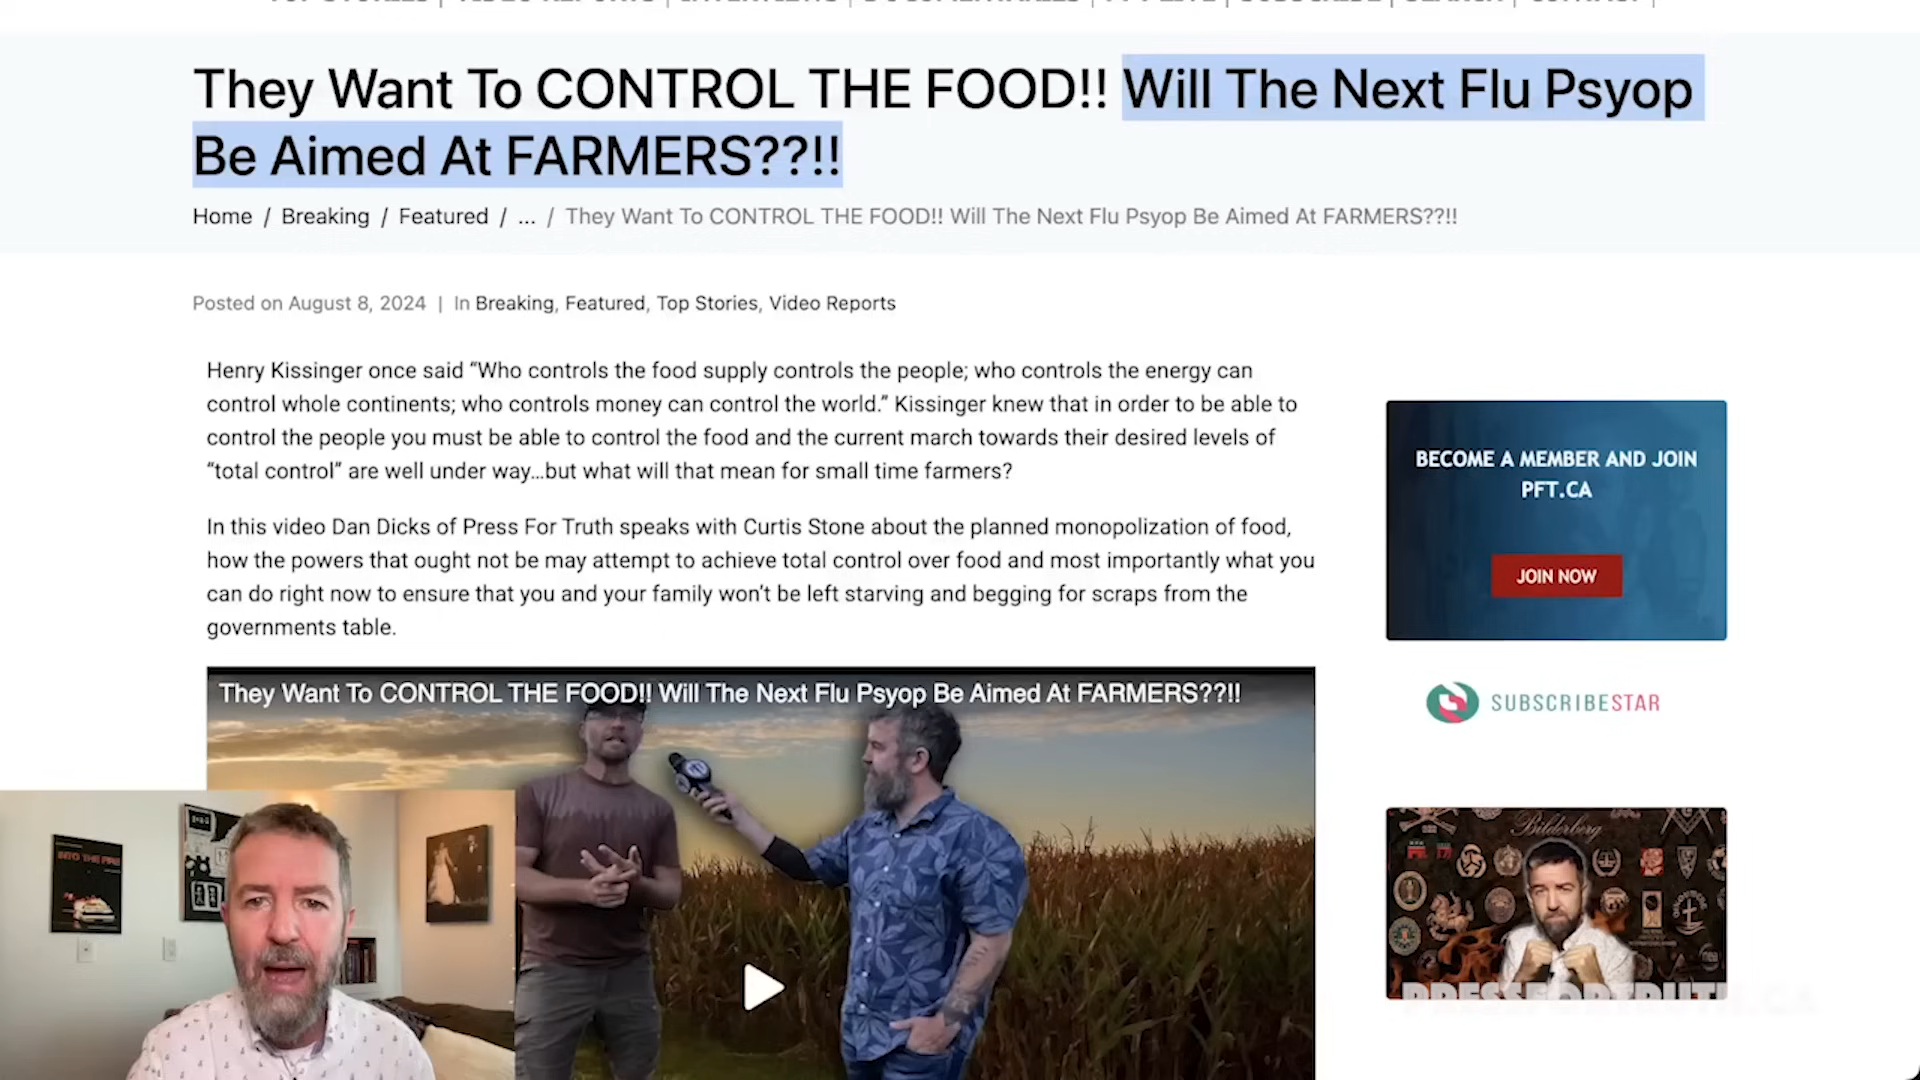 They Want To CONTROL THE FOOD!! Will The Next Flu Psyop
Be Aimed At FARMERS??!!
Home / Breaking / Featured / ... / They Want To CONTROL THE FOOD!! Will The Next Flu Psyop Be Aimed At FARMERS??!!
Posted on August 8, 2024 | In Breaking, Featured, Top Stories, Video Reports
Henry Kissinger once said “Who controls the food supply controls the people; who controls the energy can
control whole continents; who controls money can control the world.” Kissinger knew that in order to be able to
control the people you must be able to control the food and the current march towards their desired levels of
“total control” are well under way…but what will that mean for small time farmers?
In this video Dan Dicks of Press For Truth speaks with Curtis Stone about the planned monopolization of food,
how the powers that ought not be may attempt to achieve total control over food and most importantly what you
can do right now to ensure that you and your family won’t be left starving and begging for scraps from the
governments table.
BECOME A MEMBER AND JOIN
PFT.CA
JOIN NOW
SUBSCRIBESTAR
They Want To CONTROL THE FOOD!! Will The Next Flu Psyop Be Aimed At FARMERS??!!
Bilderberg
INTO THE FIRE
PRESSFORTRUTH.CA